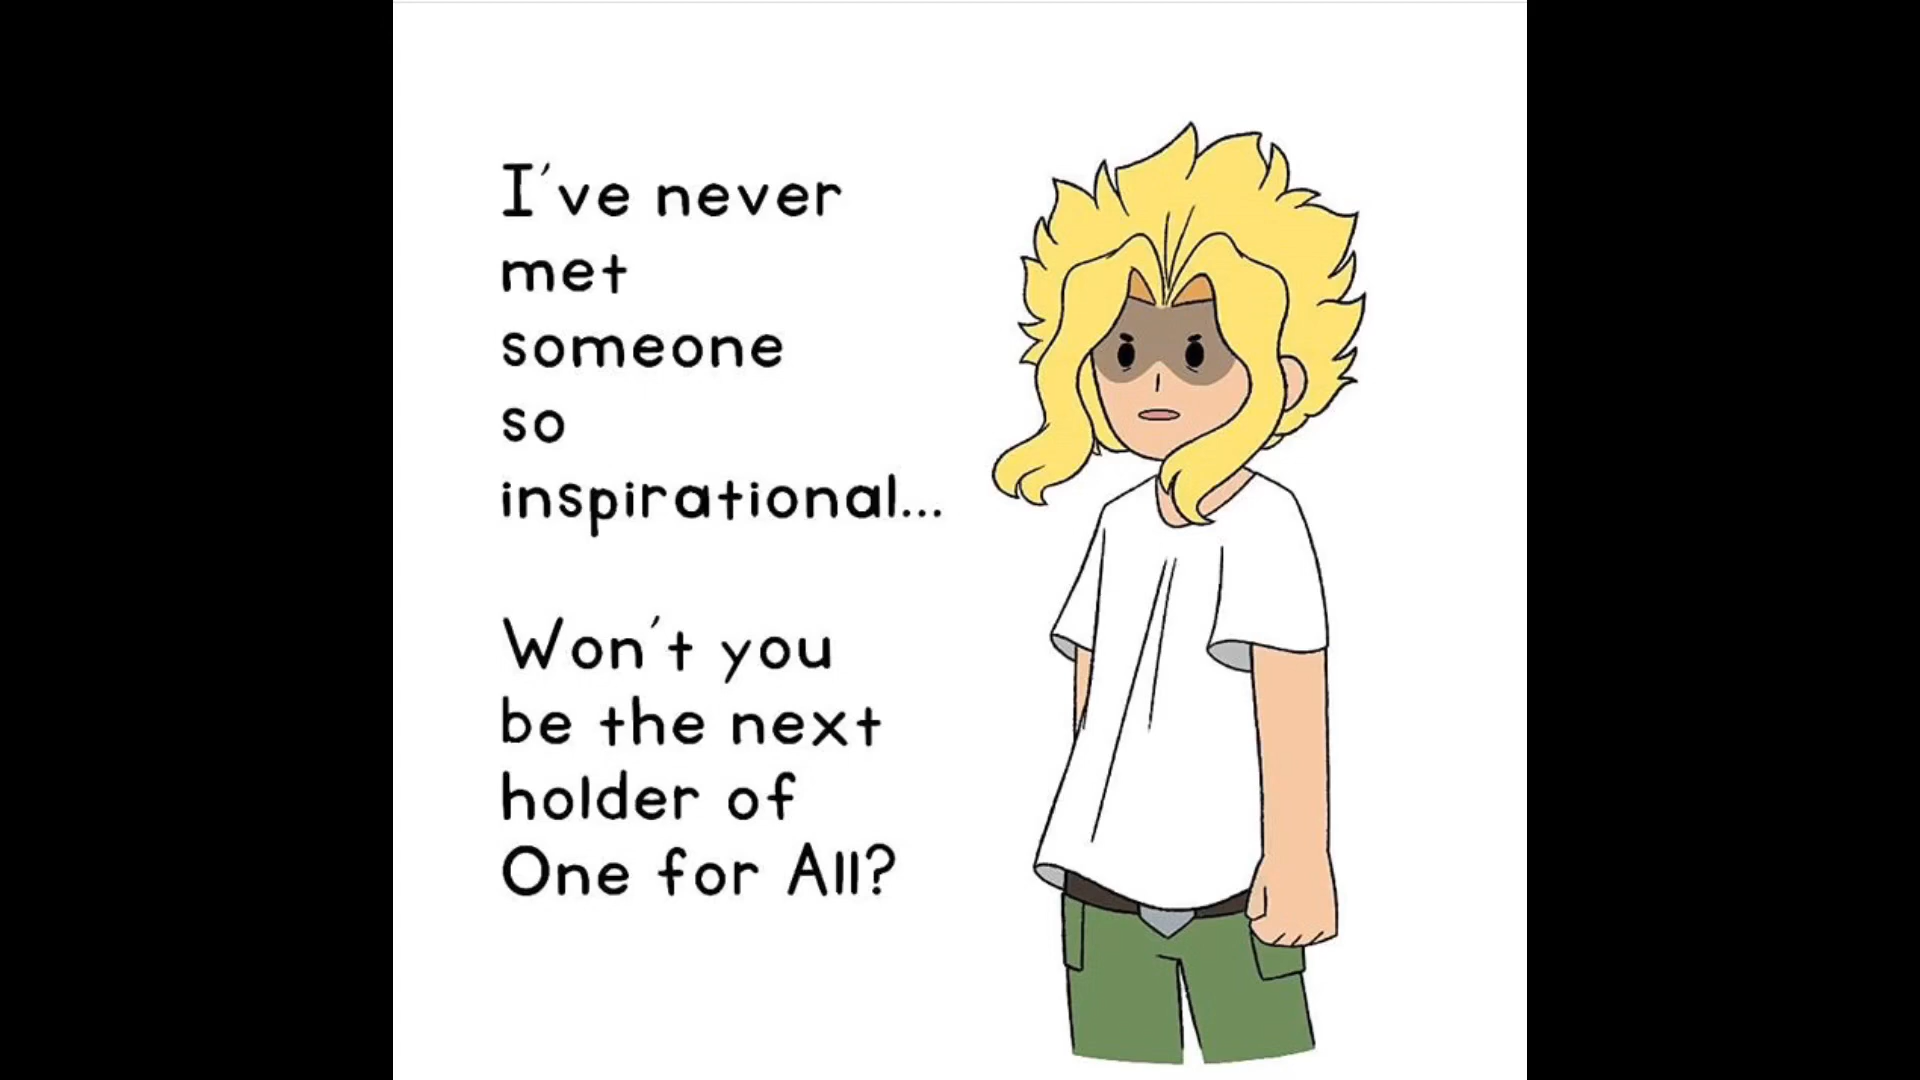 I've never
met
someone
so
inspirational...
Won't you
be the next
holder of
One for All?